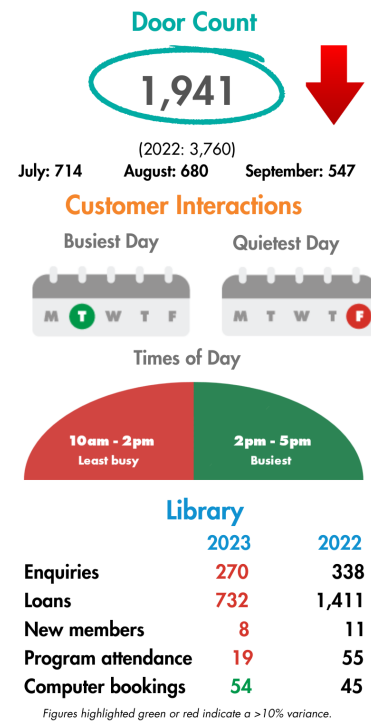 Door Count
1,941
(2022: 3,760)
July: 714 August: 680 September: 547
Customer Interactions
Busiest Day Quietest Day
M T W T F M T W T F
Times of Day
10am - 2pm 2pm - 5pm
Least busy Busiest
Library
2023 2022
Enquiries 270 338
Loans 732 1,411
New members 8 11
Program attendance 19 55
Computer bookings 54 45
Figures highlighted green or red indicate a >10% variance.